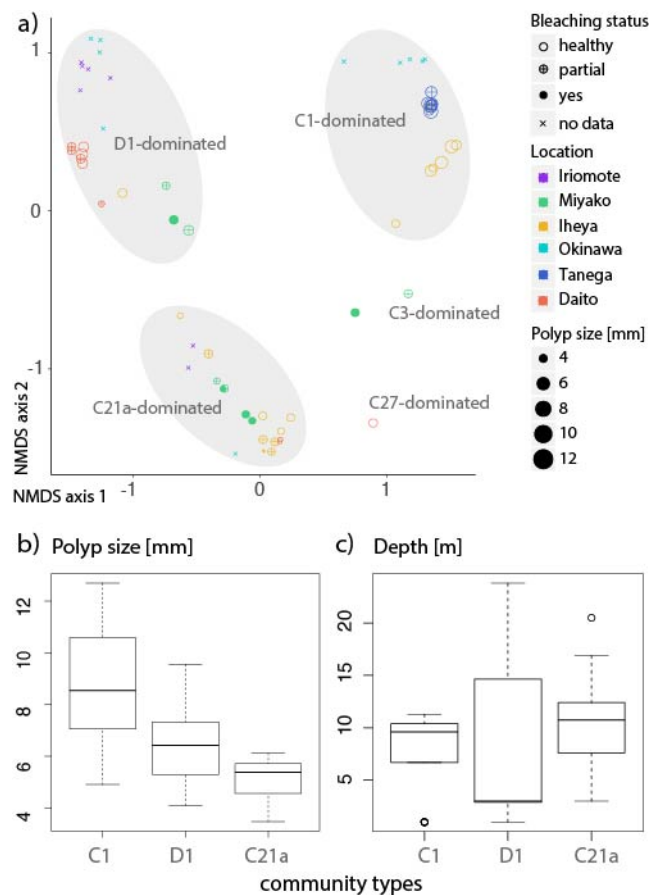 a)
Bleaching status
healthy
partial
yes
no data
Location
Iriomote
Miyako
Iheya
Okinawa
Tanega
Daito
Polyp size [mm]
4
6
8
10
12
1
0
-1
NMDS axis 2
D1-dominated
C1-dominated
C3-dominated
C21a-dominated
C27-dominated
NMDS axis 1
-1
0
1
b) Polyp size [mm]
12
10
8
6
4
C1
D1
C21a
c) Depth [m]
20
15
10
5
C1
D1
C21a
community types